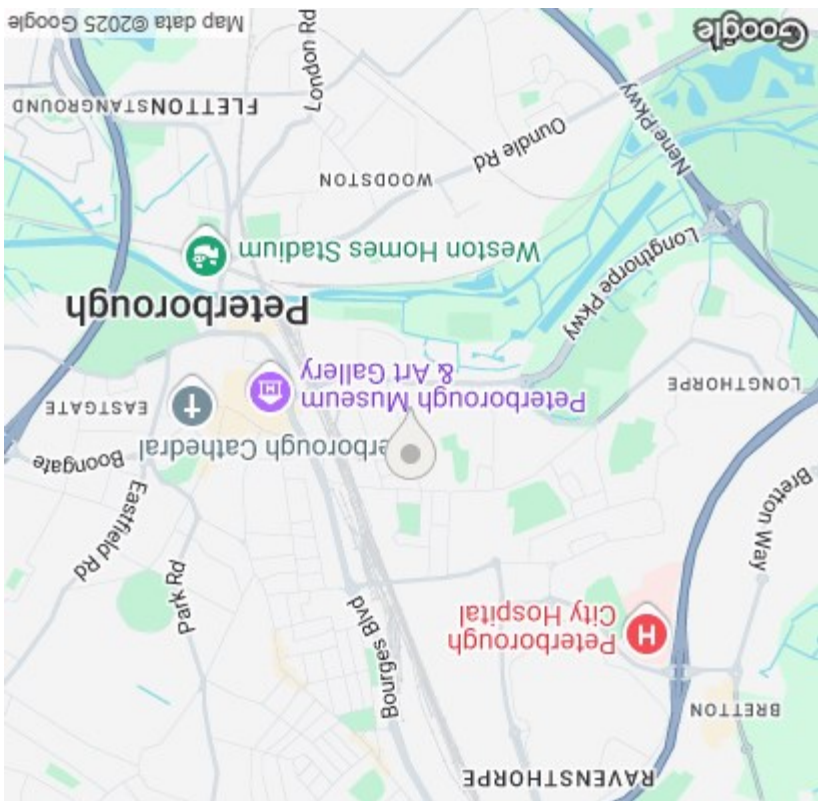 RAVENSTHORPE
BRETTON
Bourges Blvd
Peterborough
City Hospital
Park Rd
Bretton Way
Eastfield Rd
Boongate
erborough Cathedral
EASTGATE
Peterborough Museum
& Art Gallery
LONGTHORPE
Peterborough
Longthorpe Pkwy
Weston Homes Stadium
WOODSTON
Oundle Rd
Nene Pkwy
FLETTON
STANGROUND
London Rd
Google
Map data ©2025 Google